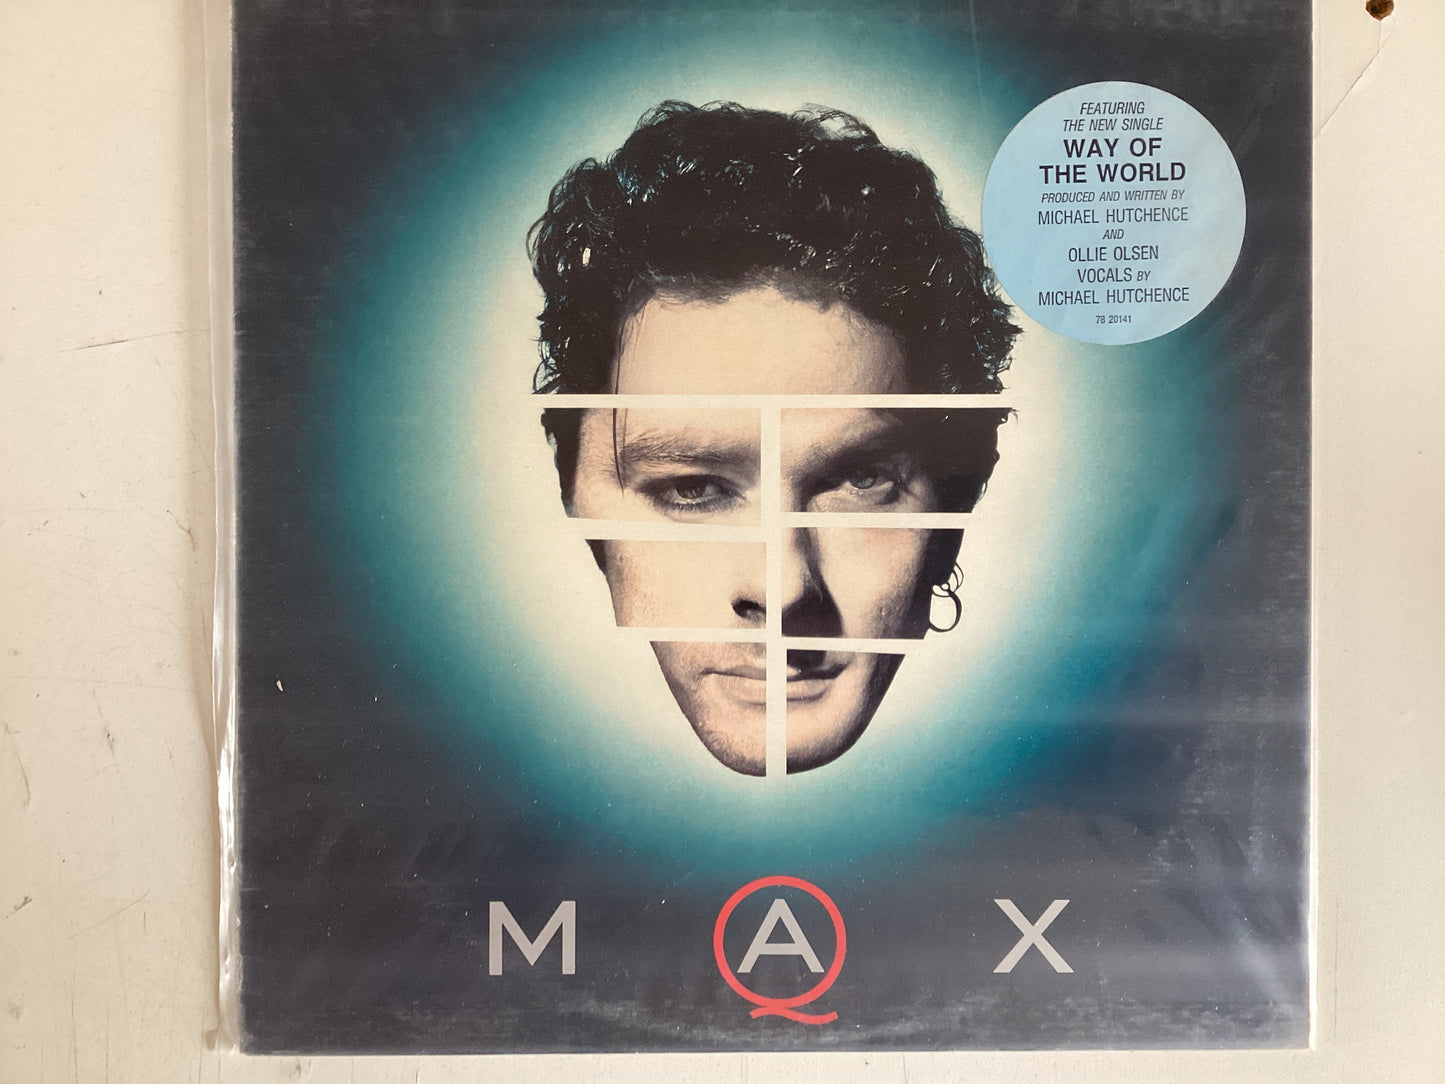 FEATURING
THE NEW SINGLE
WAY OF
THE WORLD
PRODUCED AND WRITTEN BY
MICHAEL HUTCHENCE
AND
OLLIE OLSEN
VOCALS BY
MICHAEL HUTCHENCE
78 20141
M A X
Q